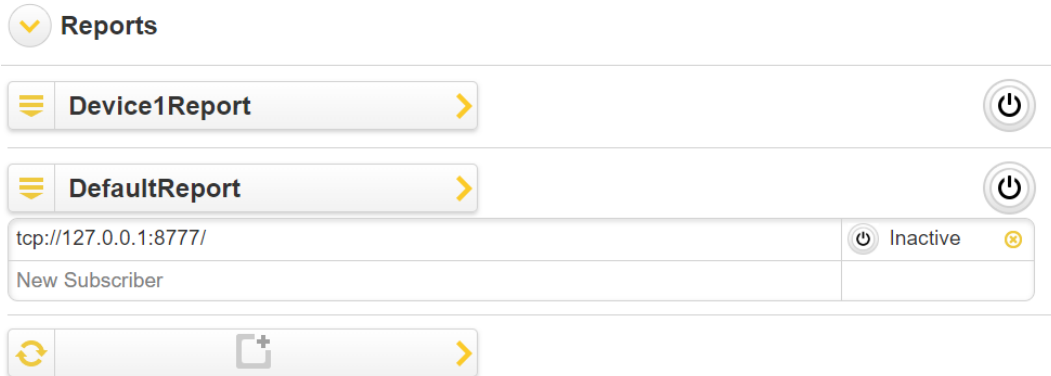 Reports
Device1Report
DefaultReport
tcp://127.0.0.1:8777/ Inactive
New Subscriber